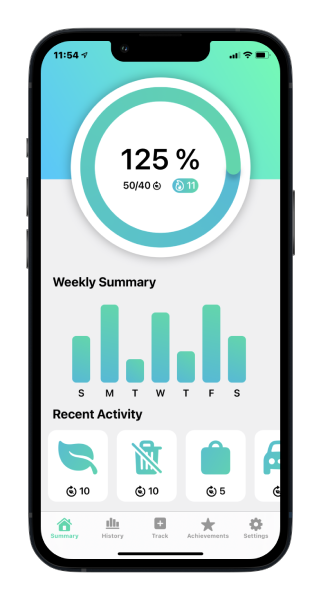 11:54
125 %
50/40
11
Weekly Summary
S M T W T F S
Recent Activity
10 10 5
Summary History Track Achievements Settings